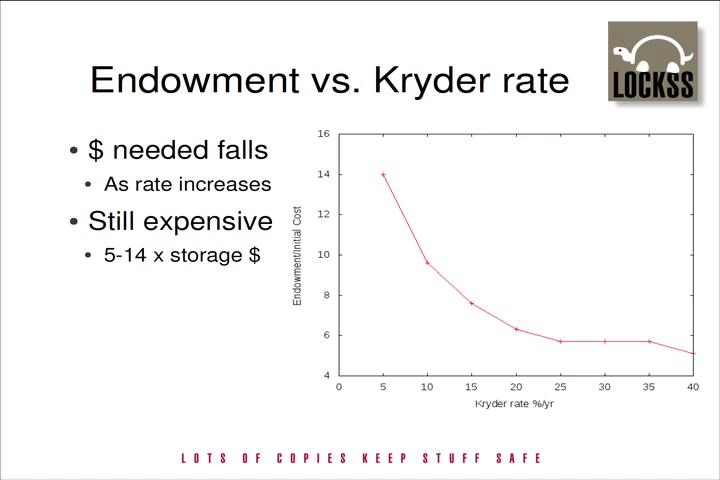 LOCKSS
Endowment vs. Kryder rate
• $ needed falls
• As rate increases
• Still expensive
• 5-14 x storage $
Endowment/Initial Cost
16
14
12
10
8
6
4
0 5 10 15 20 25 30 35 40
Kryder rate %/yr
LOTS OF COPIES KEEP STUFF SAFE